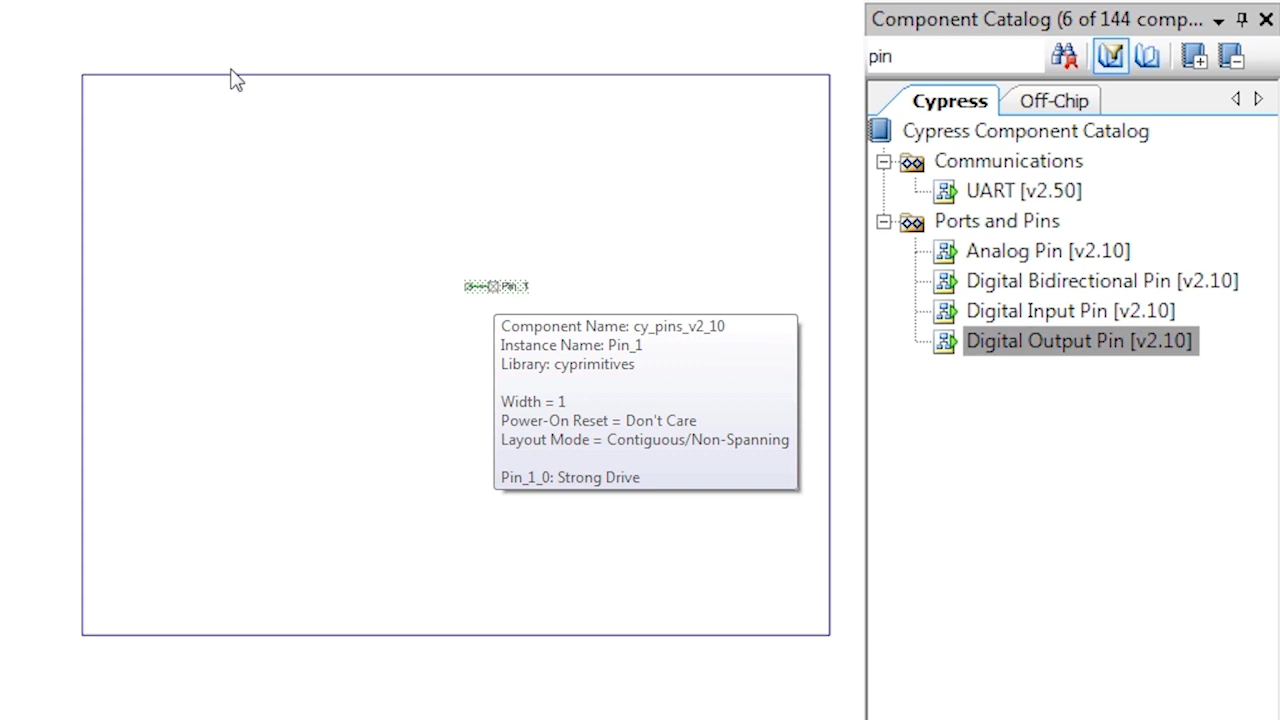 Component Catalog (6 of 144 comp...
pin
Cypress
Off-Chip
Cypress Component Catalog
Communications
UART [v2.50]
Ports and Pins
Analog Pin [v2.10]
Digital Bidirectional Pin [v2.10]
Digital Input Pin [v2.10]
Digital Output Pin [v2.10]
Pin_1
Component Name: cy_pins_v2_10
Instance Name: Pin_1
Library: cyprimitives
Width = 1
Power-On Reset = Don't Care
Layout Mode = Contiguous/Non-Spanning
Pin_1_0: Strong Drive